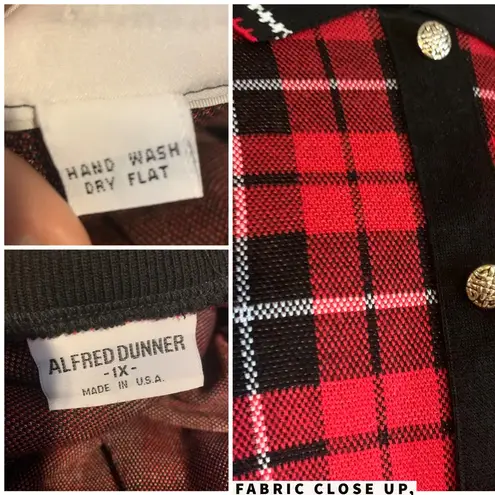 HAND WASH
DRY FLAT
ALFRED DUNNER
-1X-
MADE IN U.S.A.
FABRIC CLOSE UP,